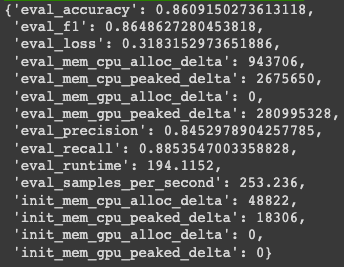 {'eval_accuracy': 0.8609150273613118,
'eval_f1': 0.8648627280453818,
'eval_loss': 0.3183152973651886,
'eval_mem_cpu_alloc_delta': 943706,
'eval_mem_cpu_peaked_delta': 2675650,
'eval_mem_gpu_alloc_delta': 0,
'eval_mem_gpu_peaked_delta': 280995328,
'eval_precision': 0.8452978904257785,
'eval_recall': 0.8853547003358828,
'eval_runtime': 194.1152,
'eval_samples_per_second': 253.236,
'init_mem_cpu_alloc_delta': 48822,
'init_mem_cpu_peaked_delta': 18306,
'init_mem_gpu_alloc_delta': 0,
'init_mem_gpu_peaked_delta': 0}